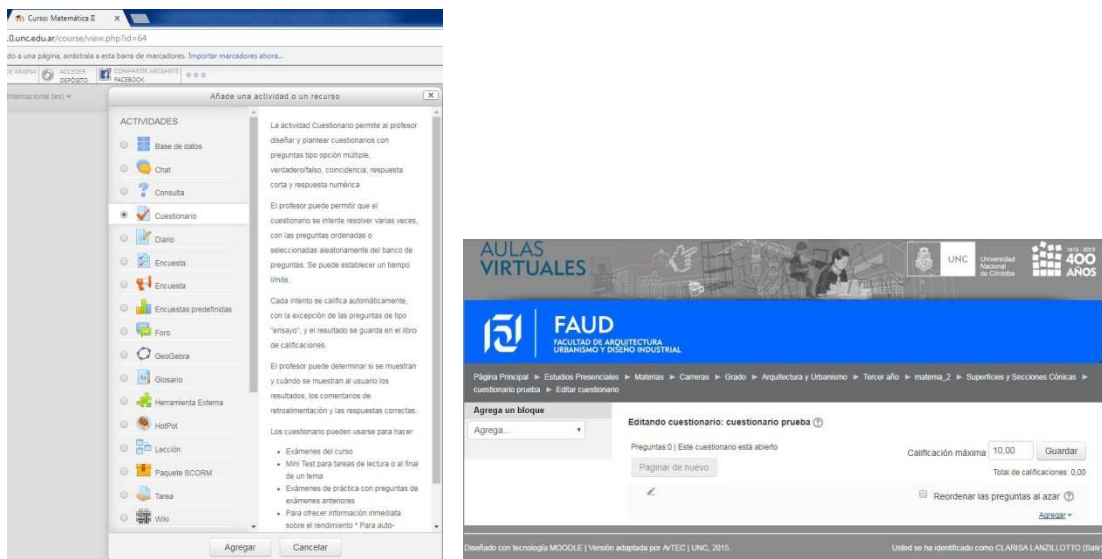 Curso: Matemática II
.0.unc.edu.ar/course/view.php?id=64
do a una página, arrástrala a esta barra de marcadores. Importar marcadores ahora...
DE PÁGINA
ACCEDER
DEPÓSITO
COMPARTIR MEDIANTE
FACEBOOK
Internacional (es)
Añade una actividad o un recurso
ACTIVIDADES
Base de datos
Chat
Consulta
Cuestionario
Diario
Encuesta
Encuesta
Encuestas predefinidas
Foro
GeoGebra
Glosario
Herramienta Externa
HotPot
Lección
Paquete SCORM
Tarea
Wiki
La actividad Cuestionario permite al profesor
diseñar y plantear cuestionarios con
preguntas tipo opción múltiple,
verdadero/falso, coincidencia, respuesta
corta y respuesta numérica
El profesor puede permitir que el
cuestionario se intente resolver varias veces,
con las preguntas ordenadas o
seleccionadas aleatoriamente del banco de
preguntas. Se puede establecer un tiempo
límite.
Cada intento se califica automáticamente,
con la excepción de las preguntas de tipo
"ensayo", y el resultado se guarda en el libro
de calificaciones.
El profesor puede determinar si se muestran
y cuándo se muestran al usuario los
resultados, los comentarios de
retroalimentación y las respuestas correctas.
Los cuestionario pueden usarse para hacer
• Exámenes del curso
• Mini Test para tareas de lectura o al final
de un tema
• Exámenes de práctica con preguntas de
exámenes anteriores
• Para ofrecer información inmediata
sobre el rendimiento * Para auto-
Agregar
Cancelar
AULAS
VIRTUALES
UNC
Universidad
Nacional
de Córdoba
1613 - 2013
400
AÑOS
FAUD
FACULTAD DE ARQUITECTURA
URBANISMO Y DISEÑO INDUSTRIAL
Página Principal ► Estudios Presenciales ► Materias ► Carreras ► Grado ► Arquitectura y Urbanismo ► Tercer año ► matema_2 ► Superficies y Secciones Cónicas ►
cuestionario prueba ► Editar cuestionario
Agrega un bloque
Agrega...
Editando cuestionario: cuestionario prueba
Preguntas:0 | Este cuestionario está abierto
Calificación máxima 10,00 Guardar
Paginar de nuevo
Total de calificaciones: 0,00
Reordenar las preguntas al azar
Agregar
Diseñado con tecnología MOODLE | Versión adaptada por ArTEC | UNC, 2015.
Usted se ha identificado como CLARISA LANZILLOTTO (Salir)